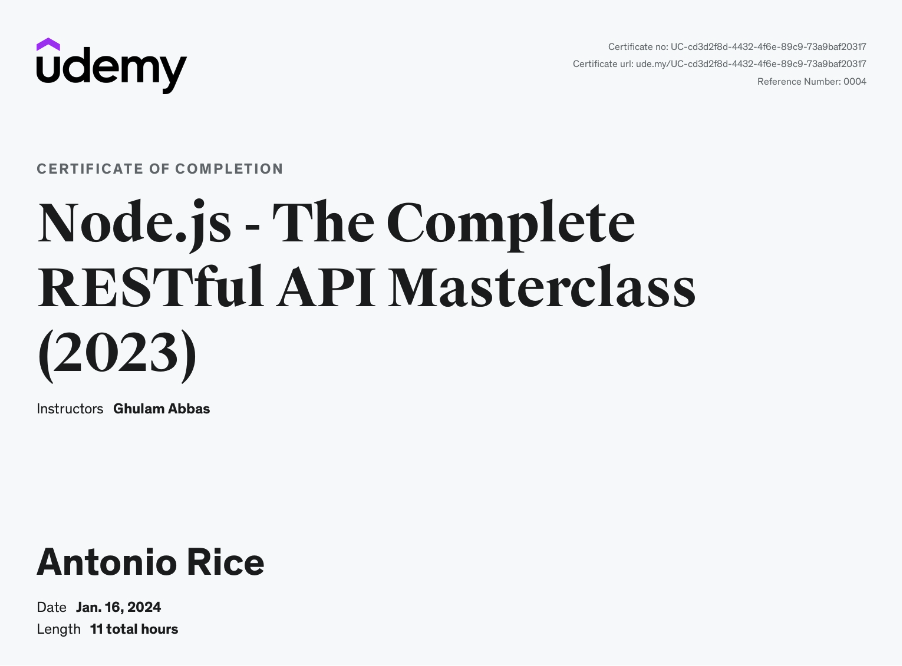 udemy
Certificate no: UC-cd3d2f8d-4432-4f6e-89c9-73a9baf20317
Certificate url: ude.my/UC-cd3d2f8d-4432-4f6e-89c9-73a9baf20317
Reference Number: 0004
CERTIFICATE OF COMPLETION
Node.js - The Complete
RESTful API Masterclass
(2023)
Instructors Ghulam Abbas
Antonio Rice
Date Jan. 16, 2024
Length 11 total hours